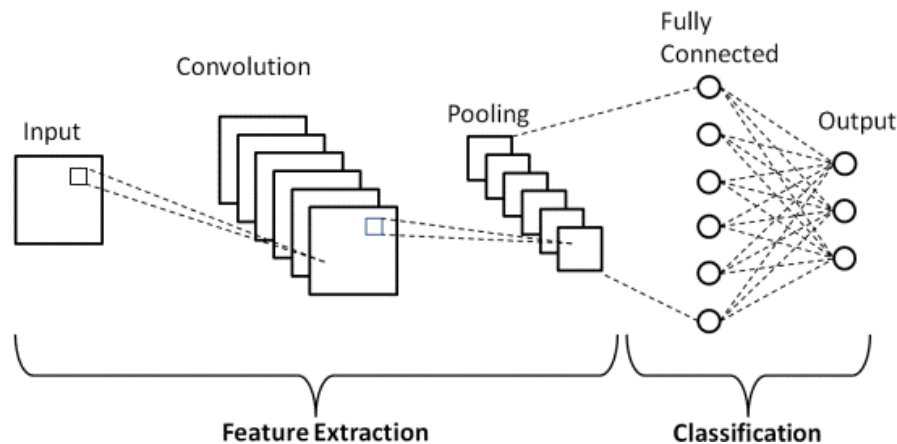 Input
Convolution
Pooling
Fully
Connected
Output
Feature Extraction
Classification